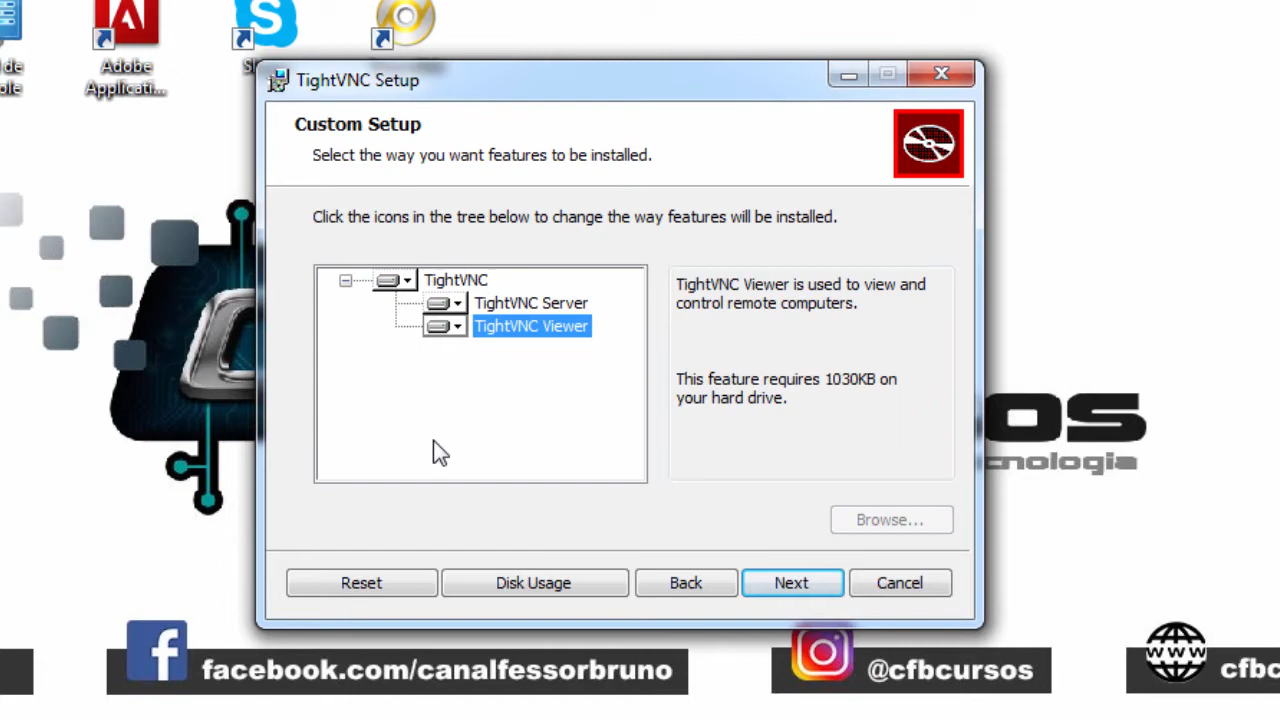 de
ole
Adobe
Applicati...
S
TightVNC Setup
Custom Setup
Select the way you want features to be installed.
Click the icons in the tree below to change the way features will be installed.
TightVNC
TightVNC Server
TightVNC Viewer
TightVNC Viewer is used to view and
control remote computers.
This feature requires 1030KB on
your hard drive.
Browse...
Reset
Disk Usage
Back
Next
Cancel
os
cnologia
facebook.com/canalfessorbruno
@cfbcursos
www
cfbc